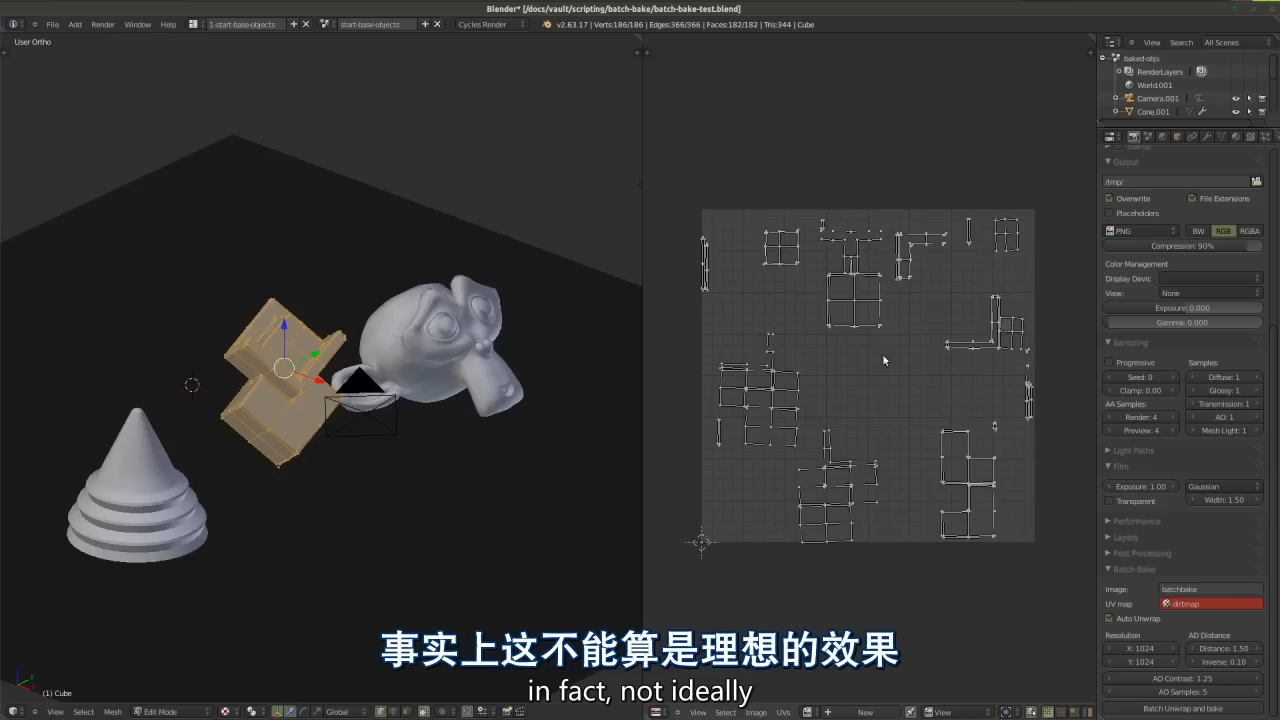 Blender* [/docs/vault/scripting/batch-bake/batch-bake-test.blend]
File Add Render Window Help 1-start-base-objects start-base-objects Cycles Render v2.63.17 | Verts:186/186 | Edges:366/366 | Faces:182/182 | Tris:344 | Cube
User Ortho
View Search All Scenes
baked-objs
RenderLayers
World.001
Camera.001
Cone.001
Stamp
Output
/tmp/
Overwrite File Extensions
Placeholders
PNG BW RGB RGBA
Compression: 90%
Color Management
Display Devic
View: None
Exposure: 0.000
Gamma: 0.000
Sampling
Progressive Samples:
Seed: 0 Diffuse: 1
Clamp: 0.00 Glossy: 1
AA Samples: Transmission: 1
Render: 4 AO: 1
Preview: 4 Mesh Light: 1
Light Paths
Film
Exposure: 1.00 Gaussian
Transparent Width: 1.50
Performance
Layers
Post Processing
Batch Bake
Image: batchbake
UV map dirtmap
Auto Unwrap
Resolution AO Distance
X: 1024 Distance: 1.50
Y: 1024 Inverse: 0.10
AO Contrast: 1.25
AO Samples: 5
Batch Unwrap and bake
事实上这不能算是理想的效果
in fact, not ideally
(1) Cube
View Select Mesh Edit Mode Global
View Select Image UVs New View